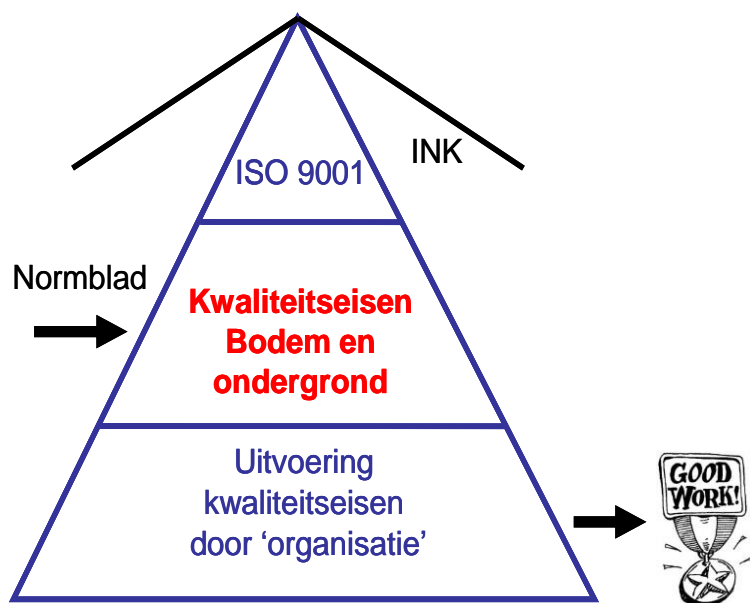 INK
ISO 9001
Normblad
Kwaliteitseisen
Bodem en
ondergrond
Uitvoering
kwaliteitseisen
door ‘organisatie’
GOOD
WORK!